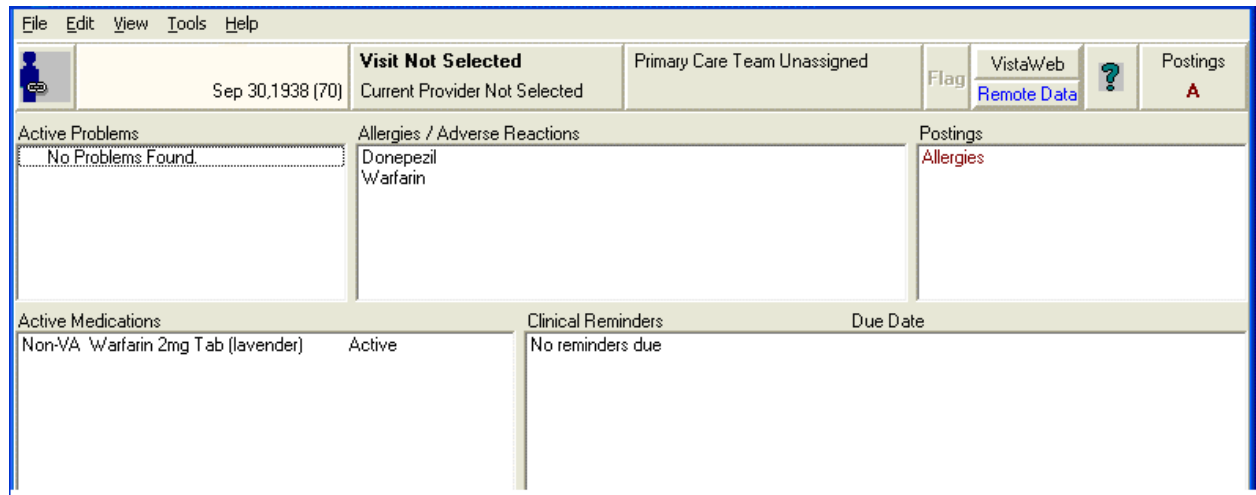 File Edit View Tools Help
Sep 30,1938 (70)
Visit Not Selected
Current Provider Not Selected
Primary Care Team Unassigned
Flag
VistaWeb
Remote Data
?
Postings
A
Active Problems
No Problems Found.
Allergies / Adverse Reactions
Donepezil
Warfarin
Postings
Allergies
Active Medications
Non-VA Warfarin 2mg Tab (lavender) Active
Clinical Reminders Due Date
No reminders due